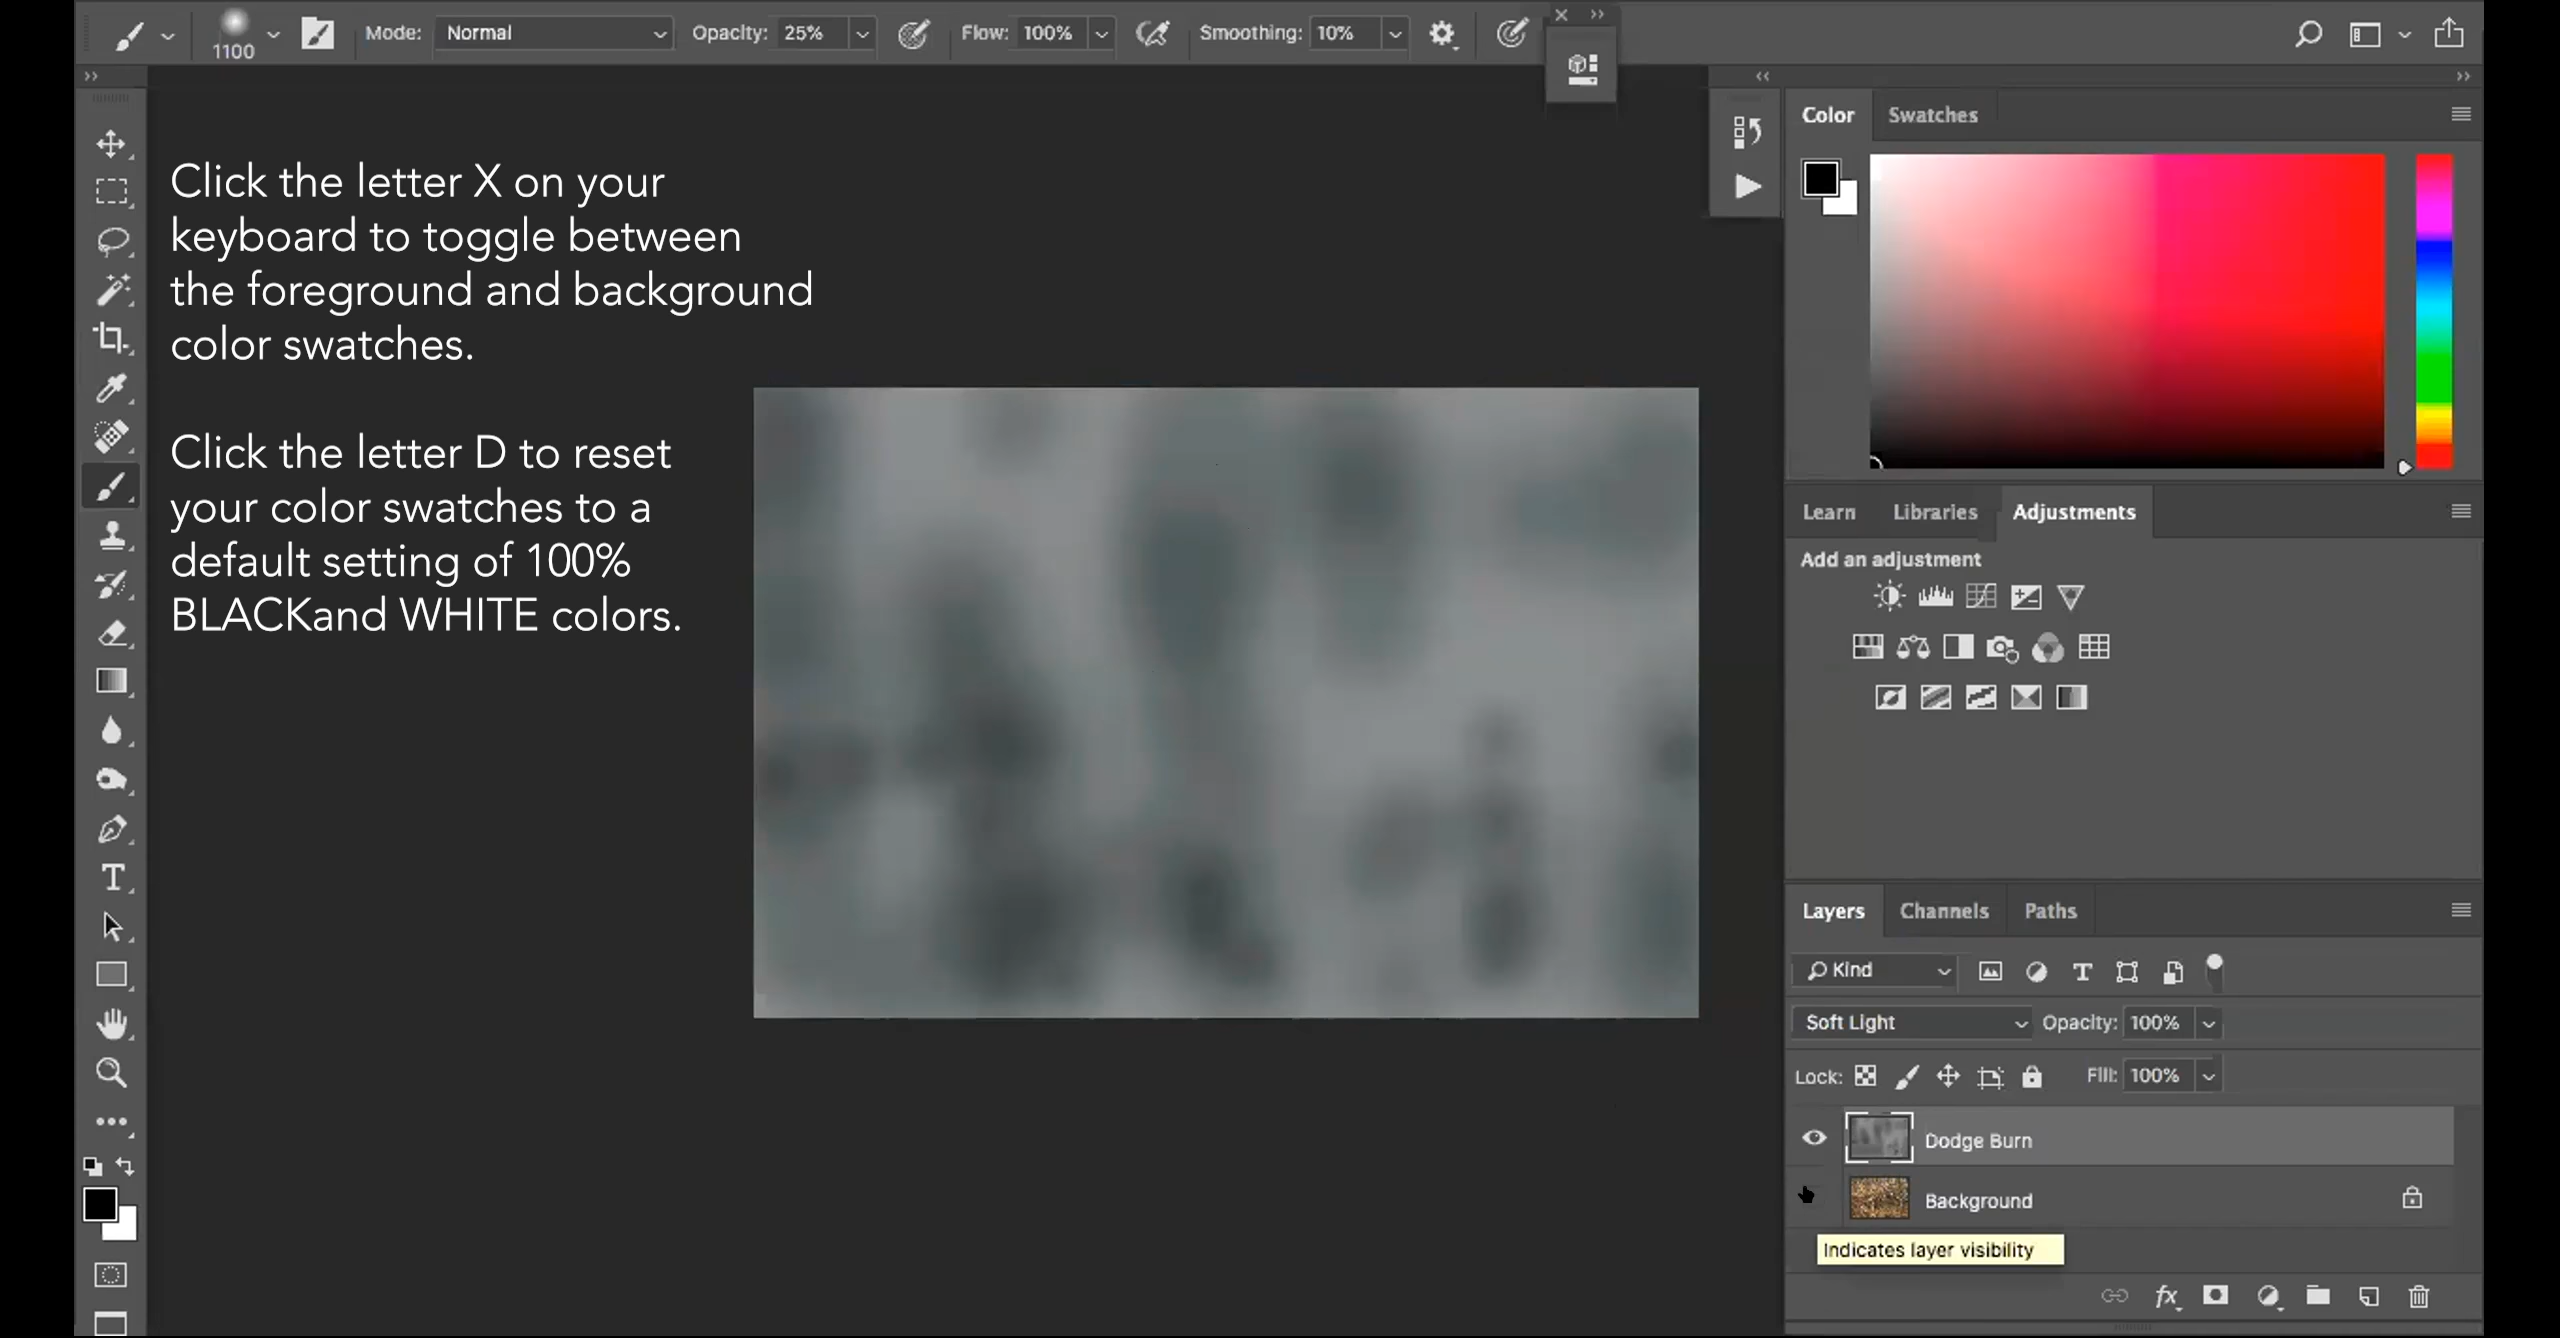 1100
Mode: Normal Opacity: 25% Flow: 100% Smoothing: 10%
Click the letter X on your
keyboard to toggle between
the foreground and background
color swatches.
Click the letter D to reset
your color swatches to a
default setting of 100%
BLACKand WHITE colors.
Color Swatches
Learn Libraries Adjustments
Add an adjustment
Layers Channels Paths
Kind
Soft Light Opacity: 100%
Lock: Fill: 100%
Dodge Burn
Background
Indicates layer visibility
fx